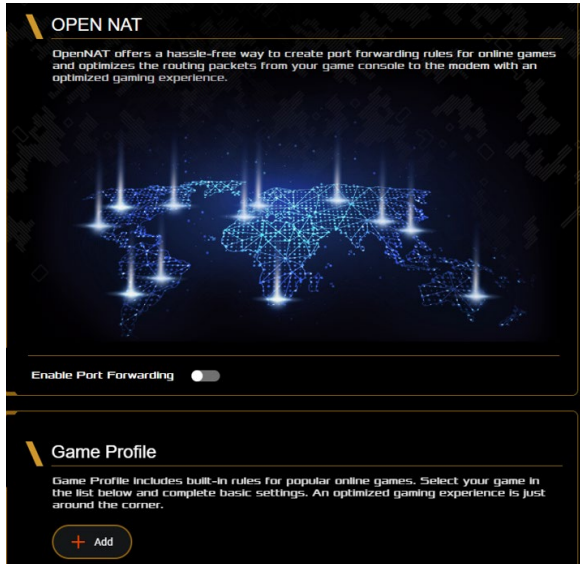 OPEN NAT
OpenNAT offers a hassle-free way to create port forwarding rules for online games
and optimizes the routing packets from your game console to the modem with an
optimized gaming experience.
Enable Port Forwarding
Game Profile
Game Profile includes built-in rules for popular online games. Select your game in
the list below and complete basic settings. An optimized gaming experience is just
around the corner.
+ Add